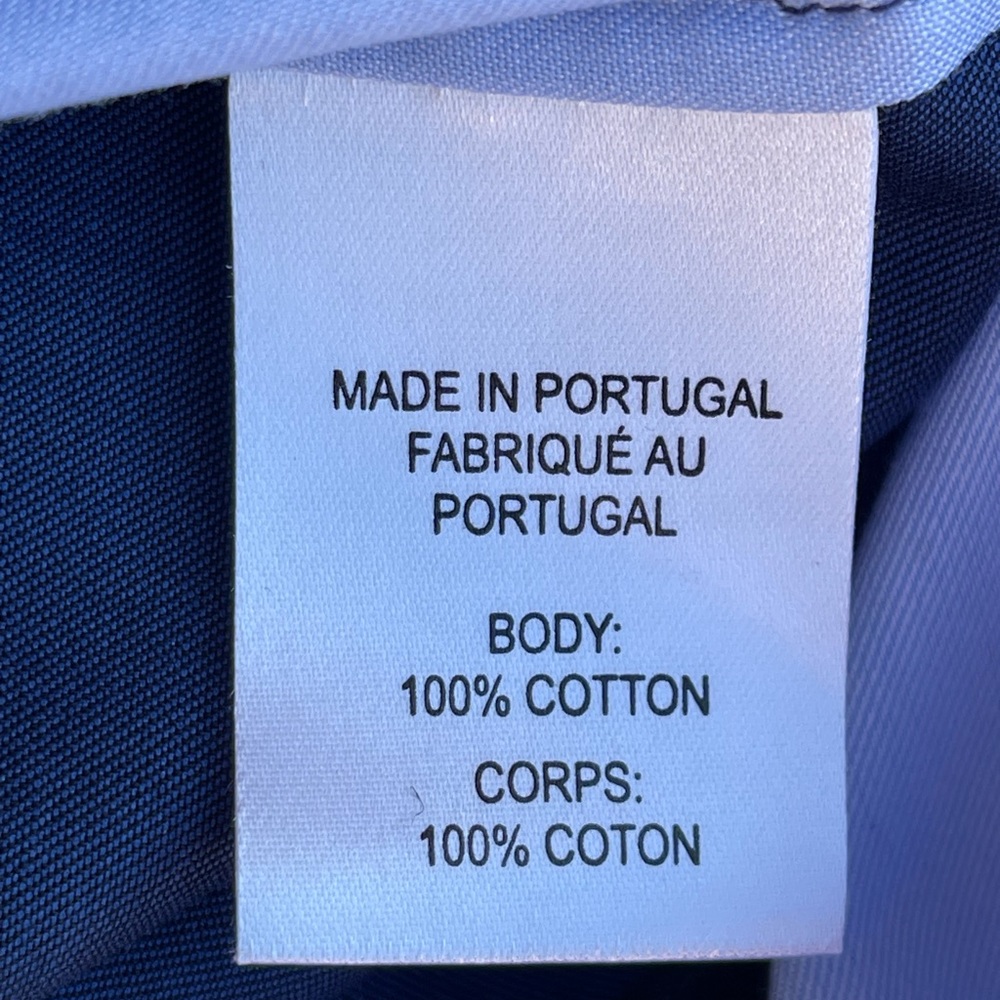 MADE IN PORTUGAL
FABRIQUÉ AU
PORTUGAL
BODY:
100% COTTON
CORPS:
100% COTON